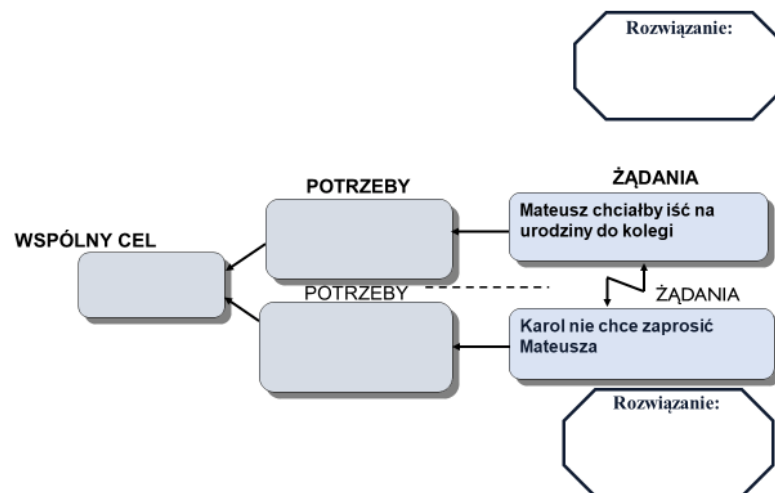 Rozwiązanie:
ŻĄDANIA
POTRZEBY
Mateusz chciałby iść na
urodziny do kolegi
WSPÓLNY CEL
POTRZEBY
ŻĄDANIA
Karol nie chce zaprosić
Mateusza
Rozwiązanie: